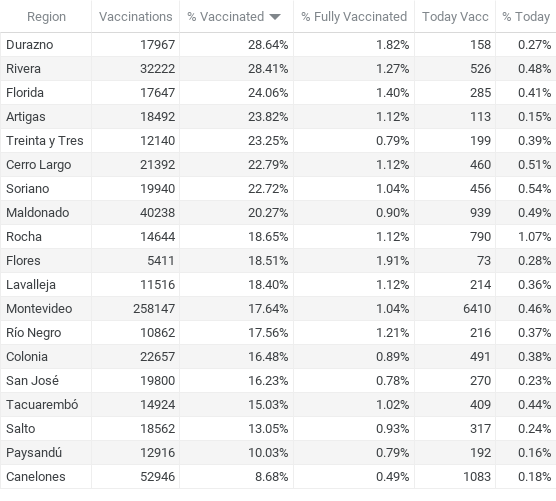 Region Vaccinations % Vaccinated % Fully Vaccinated Today Vacc % Today
Durazno 17967 28.64% 1.82% 158 0.27%
Rivera 32222 28.41% 1.27% 526 0.48%
Florida 17647 24.06% 1.40% 285 0.41%
Artigas 18492 23.82% 1.12% 113 0.15%
Treinta y Tres 12140 23.25% 0.79% 199 0.39%
Cerro Largo 21392 22.79% 1.12% 460 0.51%
Soriano 19940 22.72% 1.04% 456 0.54%
Maldonado 40238 20.27% 0.90% 939 0.49%
Rocha 14644 18.65% 1.12% 790 1.07%
Flores 5411 18.51% 1.91% 73 0.28%
Lavalleja 11516 18.40% 1.12% 214 0.36%
Montevideo 258147 17.64% 1.04% 6410 0.46%
Río Negro 10862 17.56% 1.21% 216 0.37%
Colonia 22657 16.48% 0.89% 491 0.38%
San José 19800 16.23% 0.78% 270 0.23%
Tacuarembó 14924 15.03% 1.02% 409 0.44%
Salto 18562 13.05% 0.93% 317 0.24%
Paysandú 12916 10.03% 0.79% 192 0.16%
Canelones 52946 8.68% 0.49% 1083 0.18%